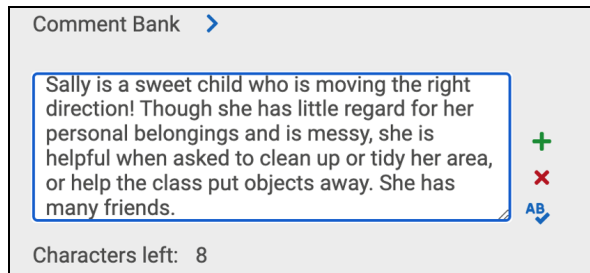 Comment Bank
Sally is a sweet child who is moving the right
direction! Though she has little regard for her
personal belongings and is messy, she is
helpful when asked to clean up or tidy her area,
or help the class put objects away. She has
many friends.
AB
Characters left: 8